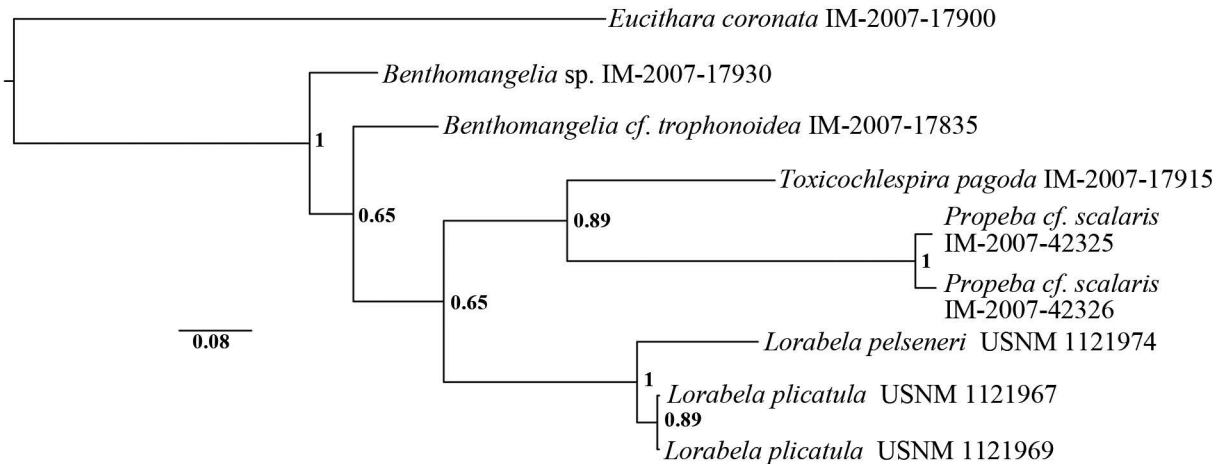 Eucithara coronata IM-2007-17900
Benthomangelia sp. IM-2007-17930
1
Benthomangelia cf. trophonoidea IM-2007-17835
Toxicochlespira pagoda IM-2007-17915
0.65
0.89
Propeba cf. scalaris
IM-2007-42325
1
Propeba cf. scalaris
IM-2007-42326
0.65
0.08
Lorabela pelseneri USNM 1121974
1
Lorabela plicatula USNM 1121967
0.89
Lorabela plicatula USNM 1121969